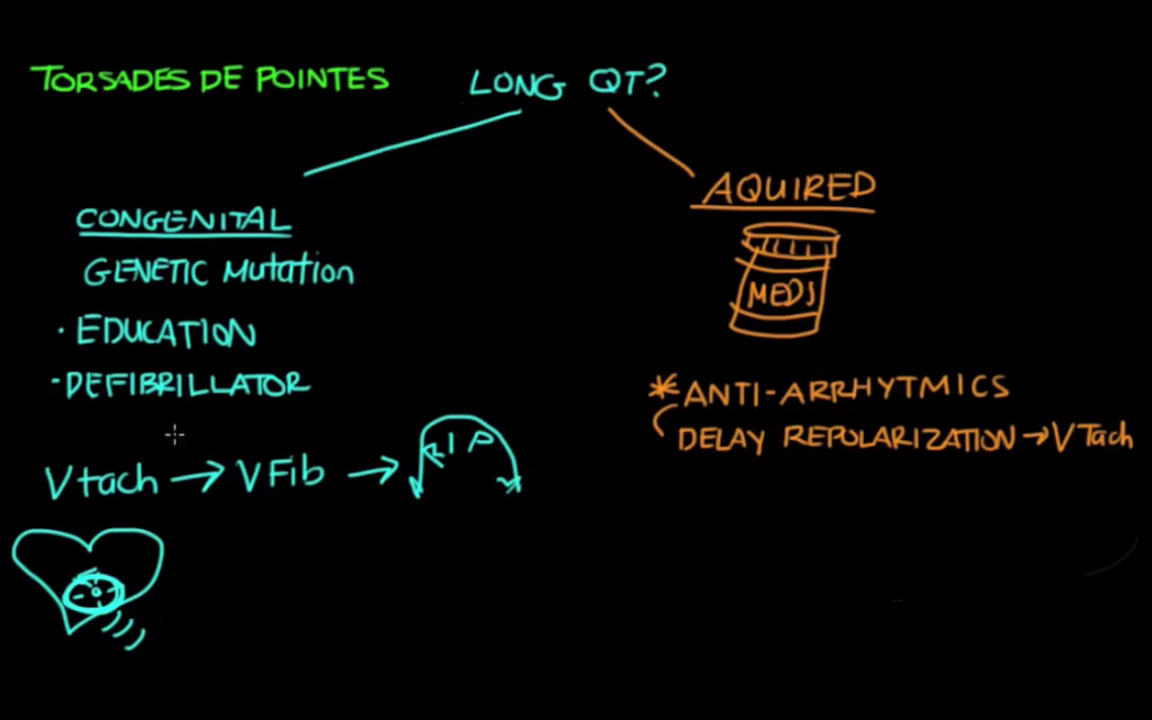 TORSADES DE POINTES
LONG QT?
CONGENITAL
GENETIC Mutation
· EDUCATION
· DEFIBRILLATOR
Vtach → VFib → RIP
AQUIRED
MEDS
*ANTI-ARRHYTMICS
DELAY REPOLARIZATION → VTach